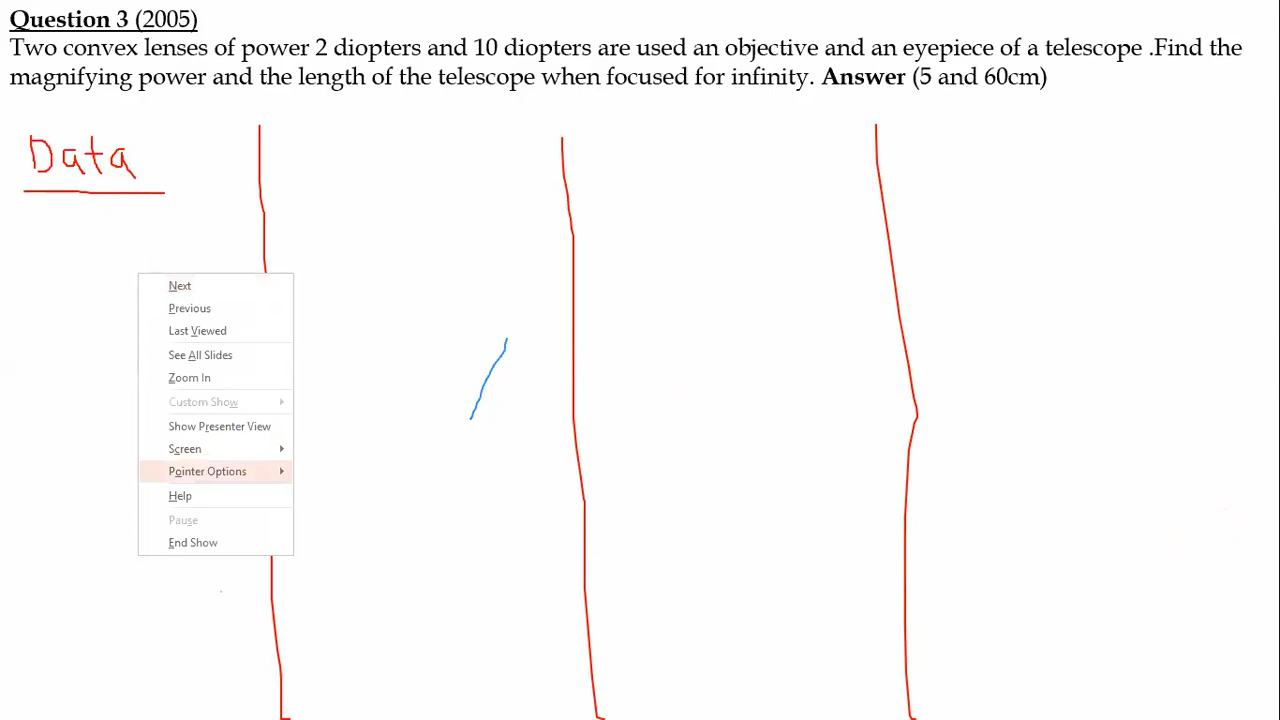 Question 3 (2005)
Two convex lenses of power 2 diopters and 10 diopters are used an objective and an eyepiece of a telescope .Find the
magnifying power and the length of the telescope when focused for infinity. Answer (5 and 60cm)
Data
Next
Previous
Last Viewed
See All Slides
Zoom In
Custom Show
Show Presenter View
Screen
Pointer Options
Help
Pause
End Show